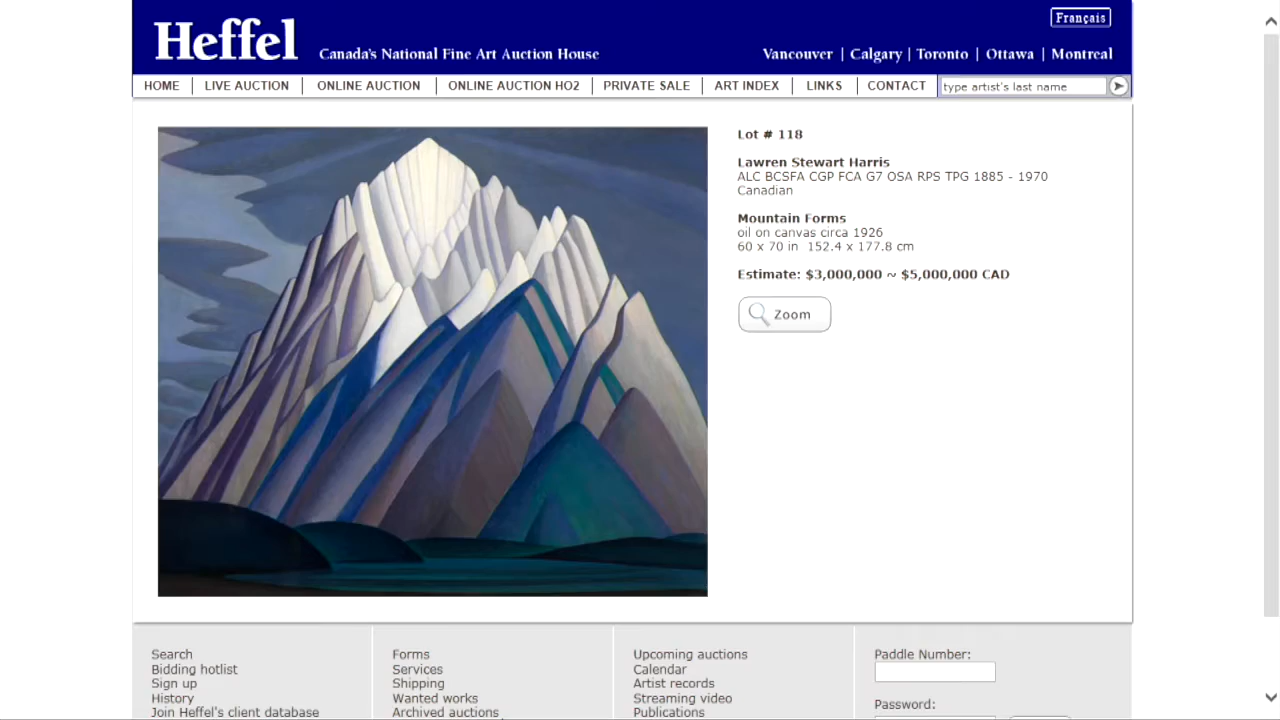 Français
Heffel
Canada's National Fine Art Auction House
Vancouver | Calgary | Toronto | Ottawa | Montreal
HOME | LIVE AUCTION | ONLINE AUCTION | ONLINE AUCTION HO2 | PRIVATE SALE | ART INDEX | LINKS | CONTACT
type artist's last name
Lot # 118
Lawren Stewart Harris
ALC BCSFA CGP FCA G7 OSA RPS TPG 1885 - 1970
Canadian
Mountain Forms
oil on canvas circa 1926
60 x 70 in 152.4 x 177.8 cm
Estimate: $3,000,000 ~ $5,000,000 CAD
Zoom
Search
Bidding hotlist
Sign up
History
Join Heffel's client database
Forms
Services
Shipping
Wanted works
Archived auctions
Upcoming auctions
Calendar
Artist records
Streaming video
Publications
Paddle Number:
Password: